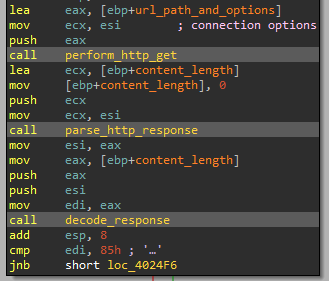 lea eax, [ebp+url_path_and_options]
mov ecx, esi ; connection options
push eax
call perform_http_get
lea ecx, [ebp+content_length]
mov [ebp+content_length], 0
push ecx
mov ecx, esi
call parse_http_response
mov esi, eax
mov eax, [ebp+content_length]
push eax
push esi
mov edi, eax
call decode_response
add esp, 8
cmp edi, 85h ; '…'
jnb short loc_4024F6